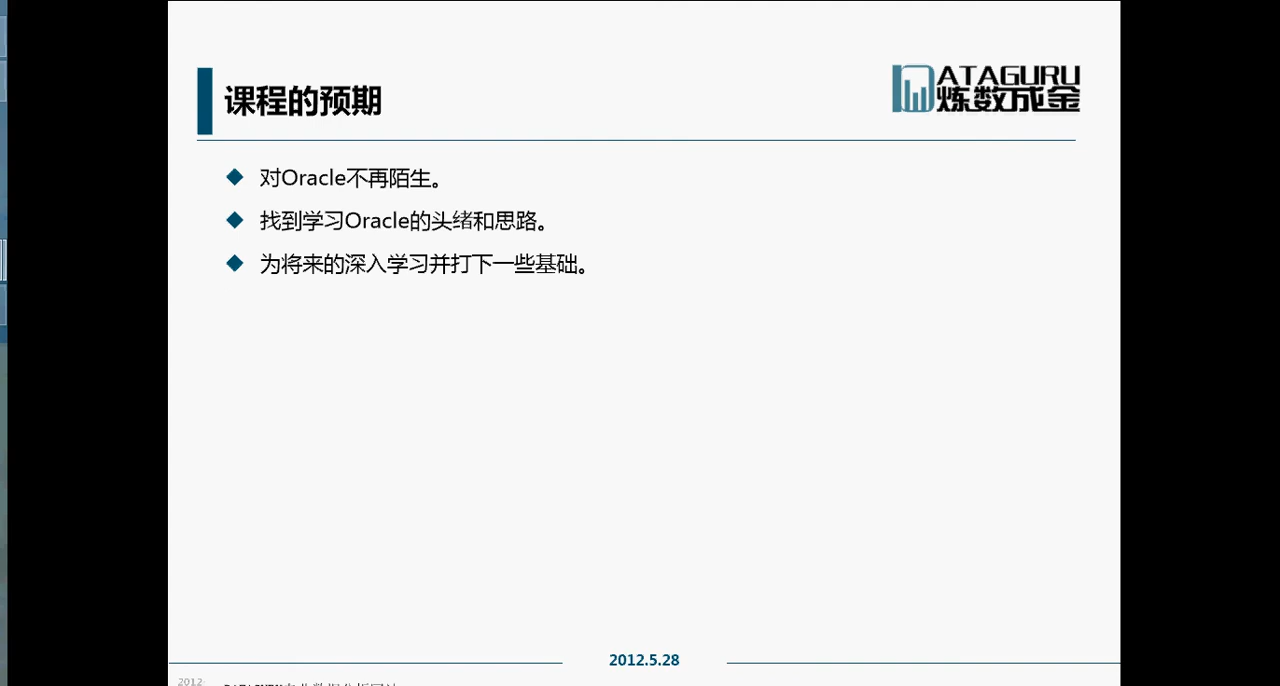 课程的预期
DATAGURU
炼数成金
对Oracle不再陌生。
找到学习Oracle的头绪和思路。
为将来的深入学习并打下一些基础。
2012.5.28
2012.